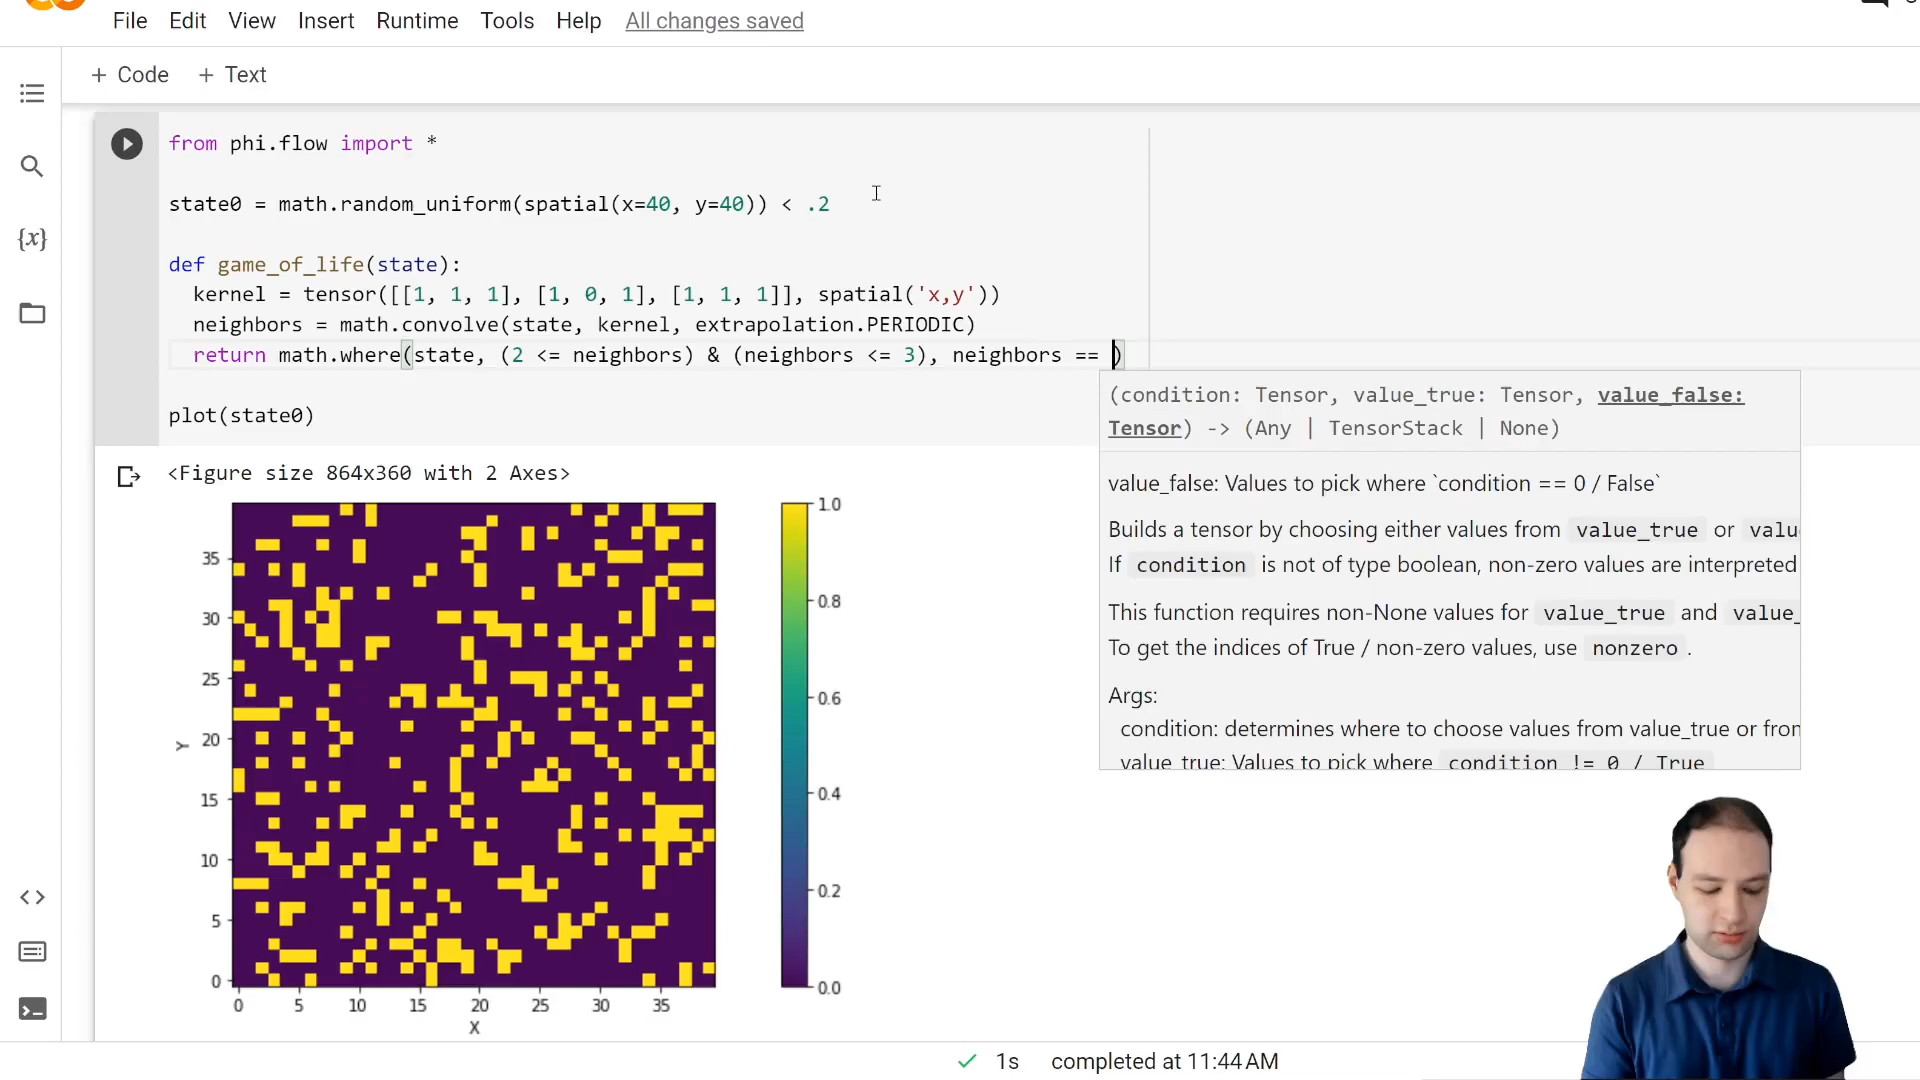 File Edit View Insert Runtime Tools Help All changes saved
+ Code + Text
from phi.flow import *
state0 = math.random_uniform(spatial(x=40, y=40)) < .2
def game_of_life(state):
kernel = tensor([[1, 1, 1], [1, 0, 1], [1, 1, 1]], spatial('x,y'))
neighbors = math.convolve(state, kernel, extrapolation.PERIODIC)
return math.where(state, (2 <= neighbors) & (neighbors <= 3), neighbors == )
plot(state0)
(condition: Tensor, value_true: Tensor, value_false:
Tensor) -> (Any | TensorStack | None)
value_false: Values to pick where `condition == 0 / False`
Builds a tensor by choosing either values from value_true or valu
If condition is not of type boolean, non-zero values are interpreted
This function requires non-None values for value_true and value_
To get the indices of True / non-zero values, use nonzero .
Args:
condition: determines where to choose values from value_true or fron
value_true: Values to pick where condition != 0 / True
<Figure size 864x360 with 2 Axes>
35
30
25
20
15
10
5
0
Y
0 5 10 15 20 25 30 35
X
1.0
0.8
0.6
0.4
0.2
0.0
{x}
1s completed at 11:44 AM